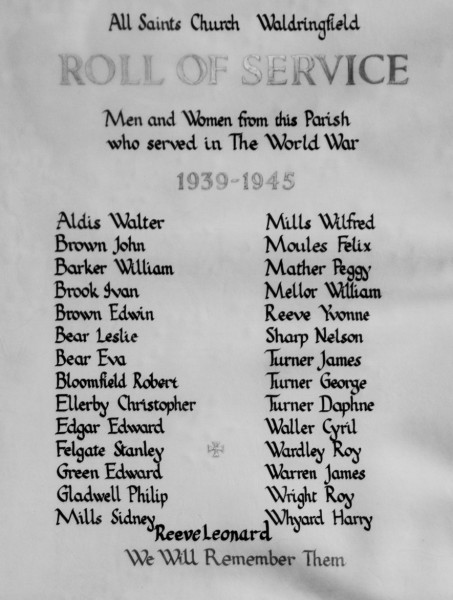 All Saints Church Waldringfield
ROLL OF SERVICE
Men and Women from this Parish
who served in The World War
1939-1945
Aldis Walter
Brown John
Barker William
Brook Ivan
Brown Edwin
Bear Leslie
Bear Eva
Bloomfield Robert
Ellerby Christopher
Edgar Edward
Felgate Stanley
Green Edward
Gladwell Philip
Mills Sidney
Mills Wilfred
Moules Felix
Mather Peggy
Mellor William
Reeve Yvonne
Sharp Nelson
Turner James
Turner George
Turner Daphne
Waller Cyril
Wardley Roy
Warren James
Wright Roy
Whyard Harry
Reeve Leonard
We Will Remember Them